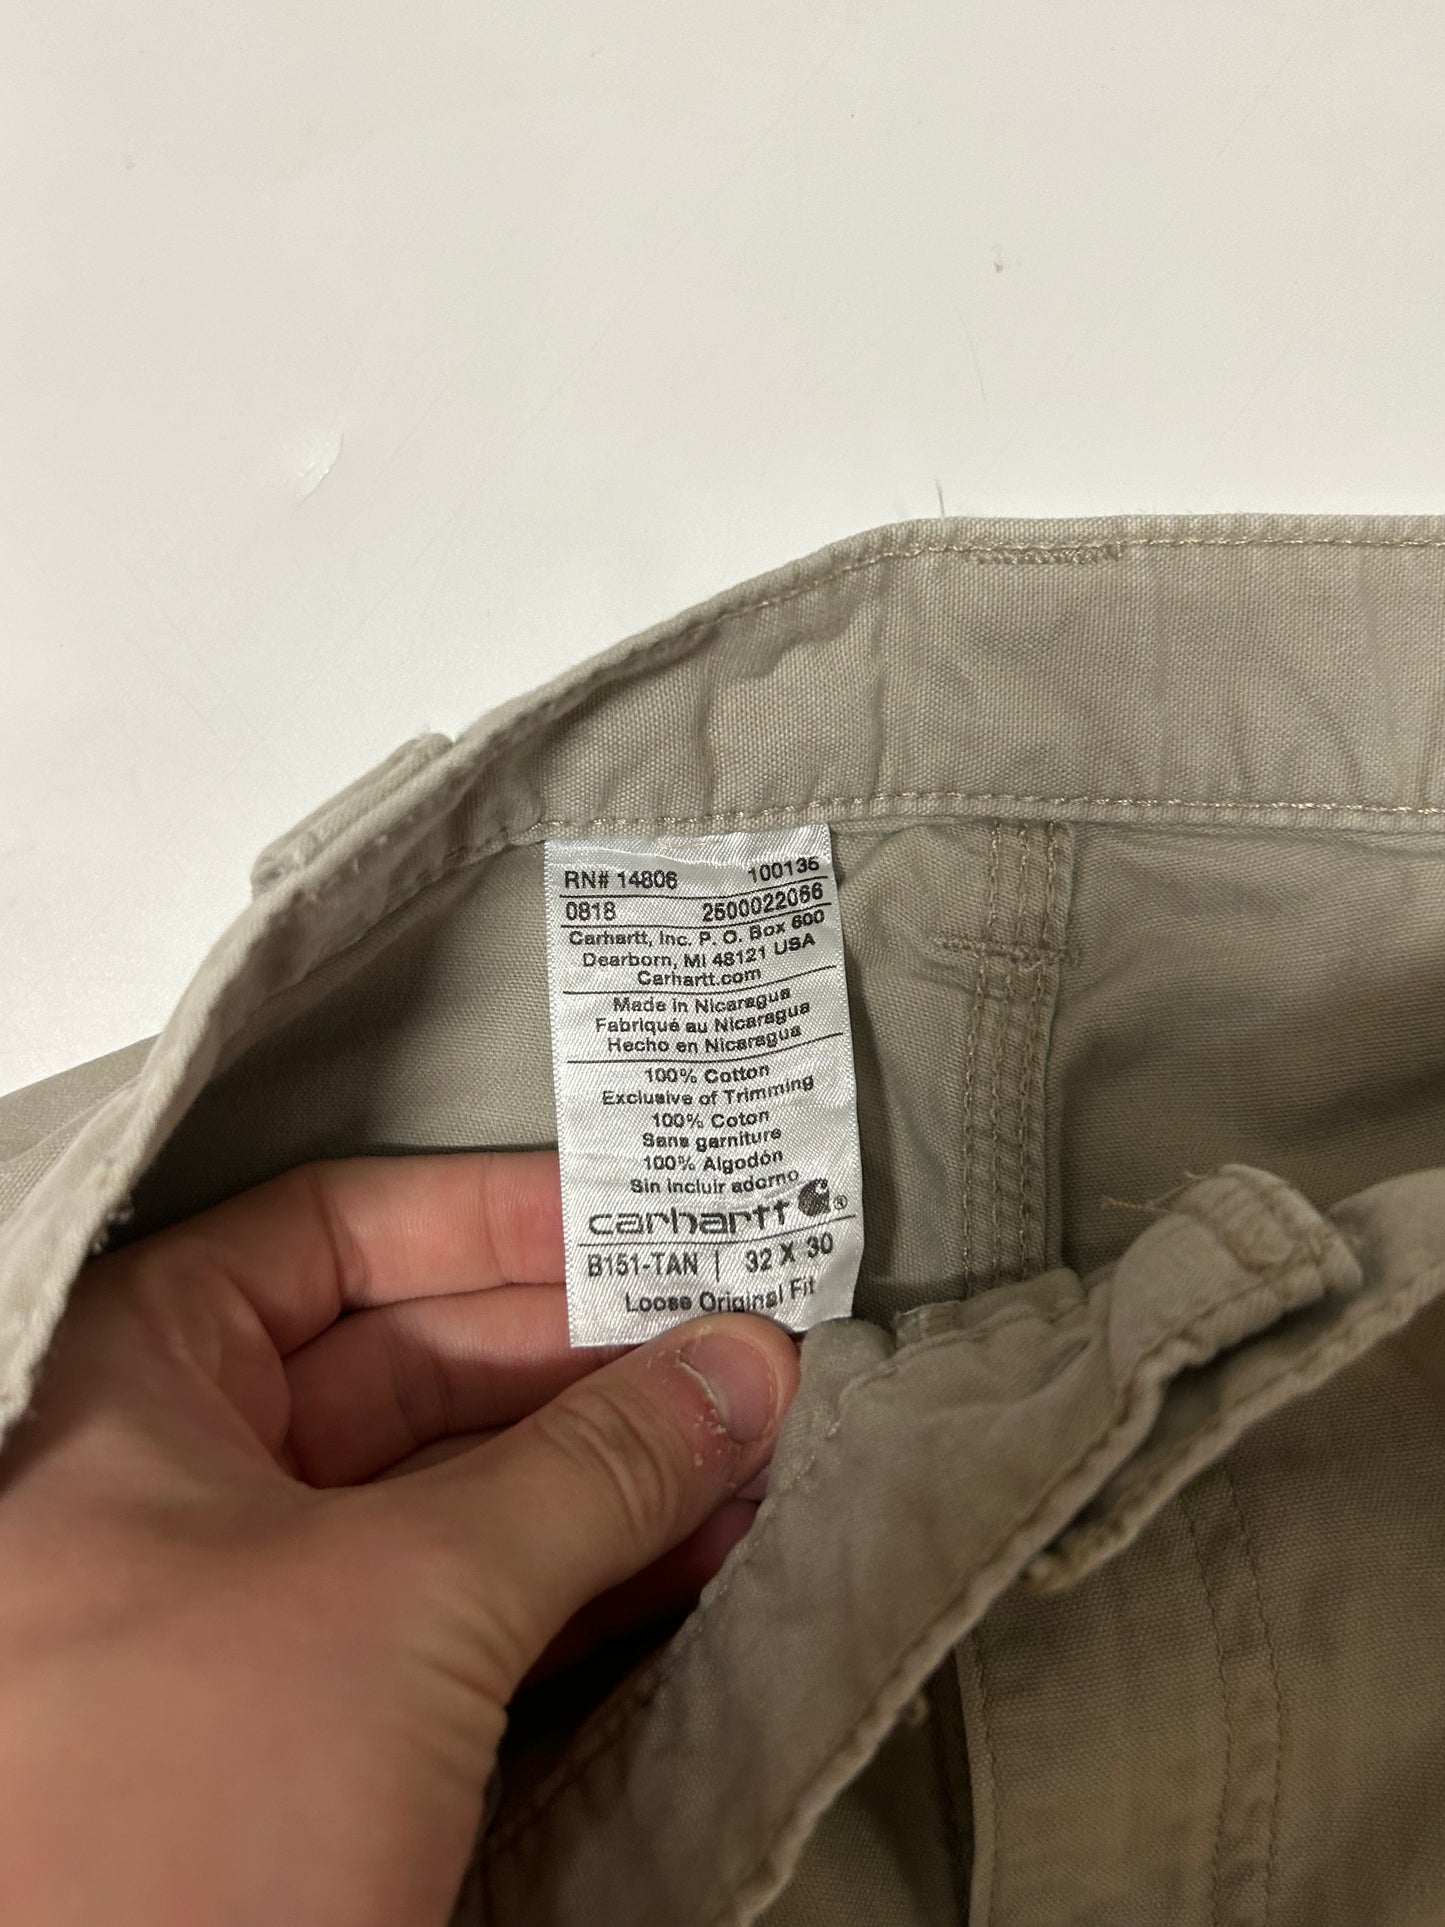 RN# 14806 100136
0818 2500022066
Carhartt, Inc. P. O. Box 600
Dearborn, MI 48121 USA
Carhartt.com
Made in Nicaragua
Fabriqué au Nicaragua
Hecho en Nicaragua
100% Cotton
Exclusive of Trimming
100% Coton
Sans garniture
100% Algodón
Sin incluir adorno
carhartt ®
B151-TAN | 32 X 30
Loose Original Fit